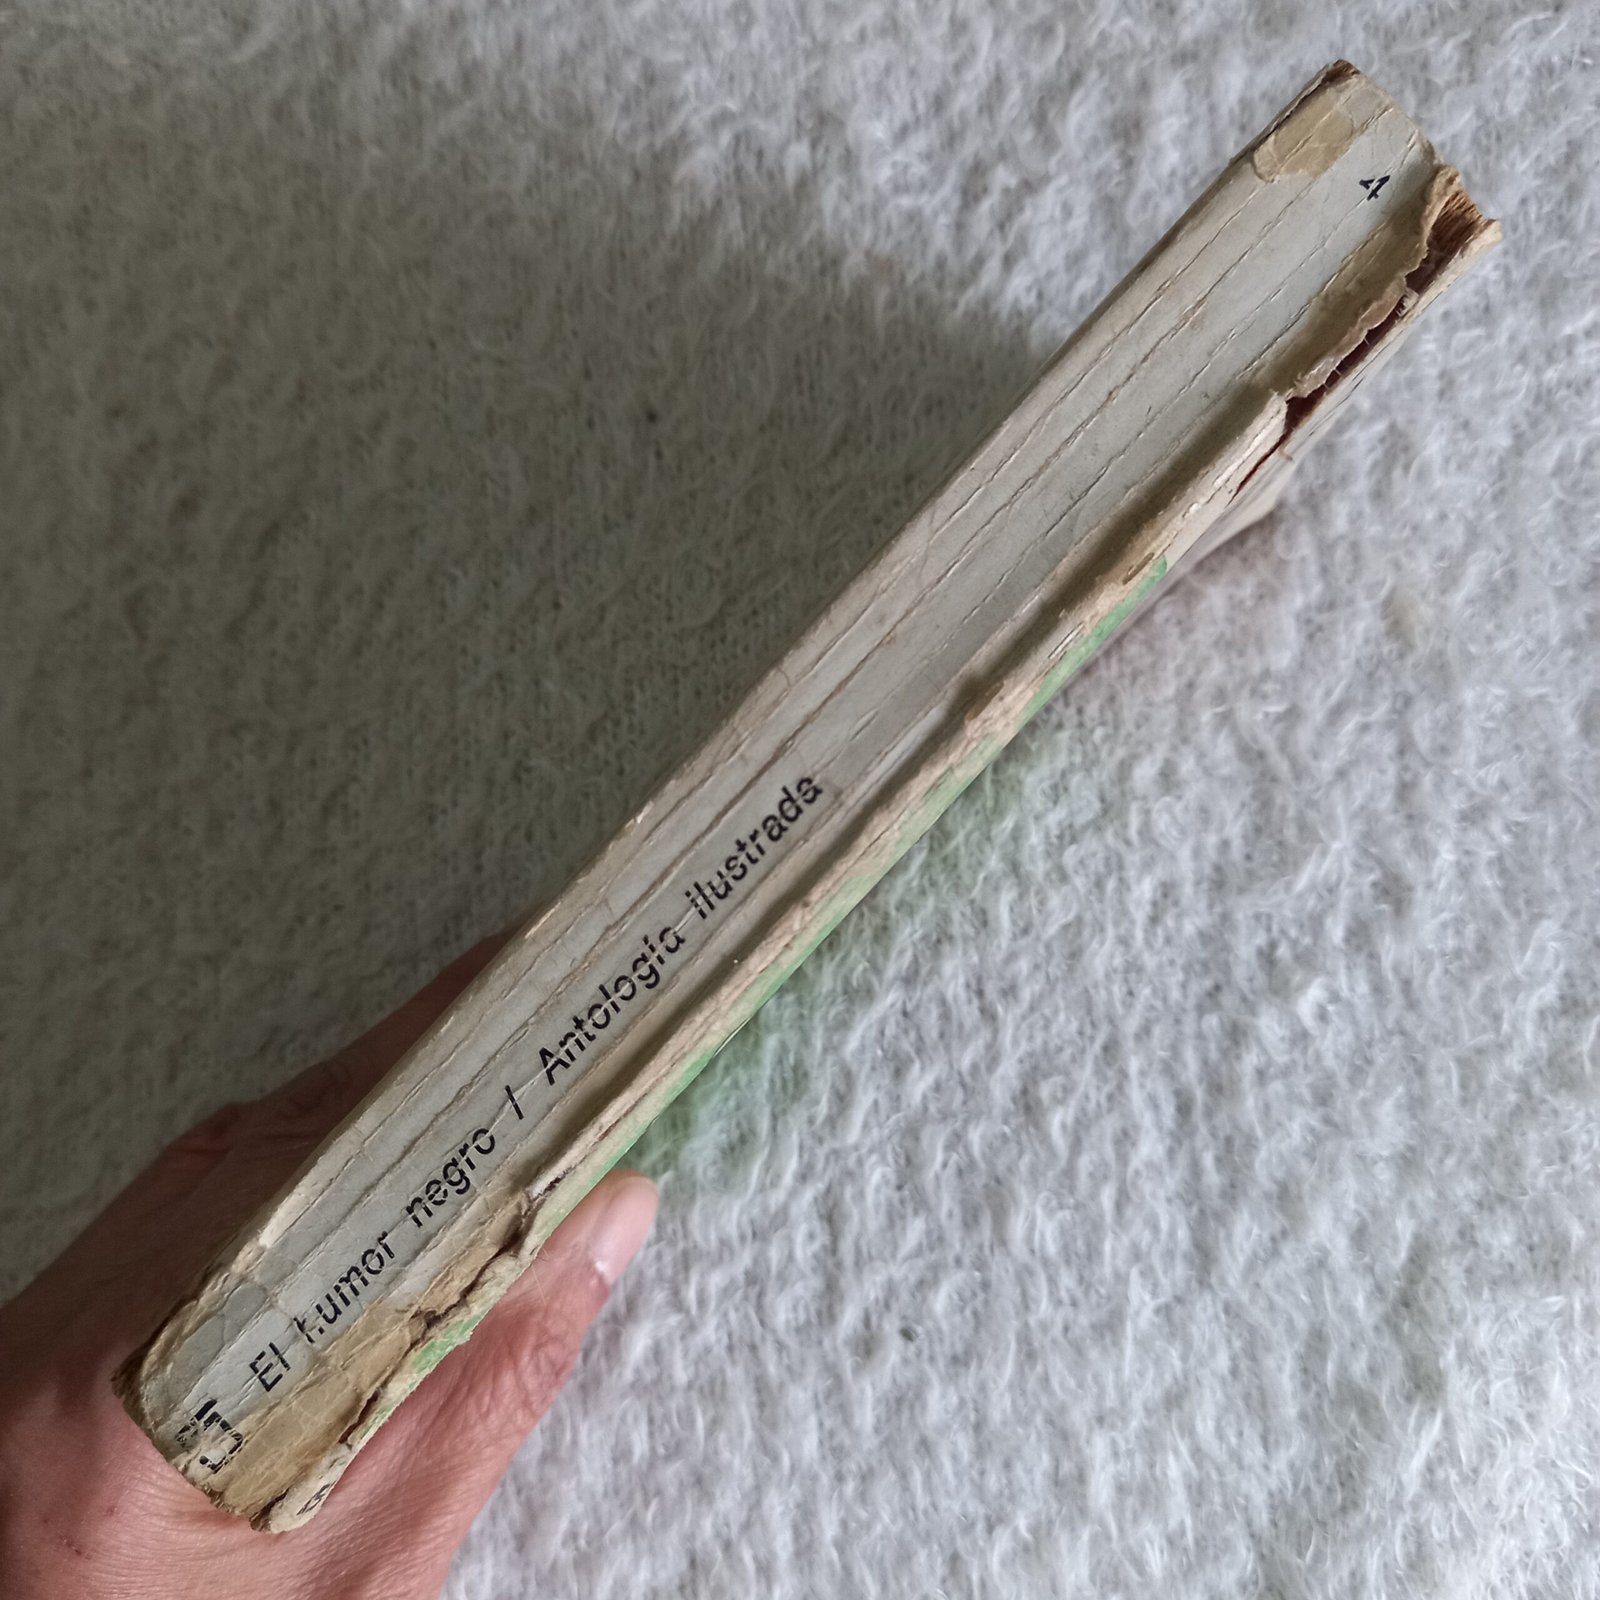 El humor negro / Antología ilustrada
4